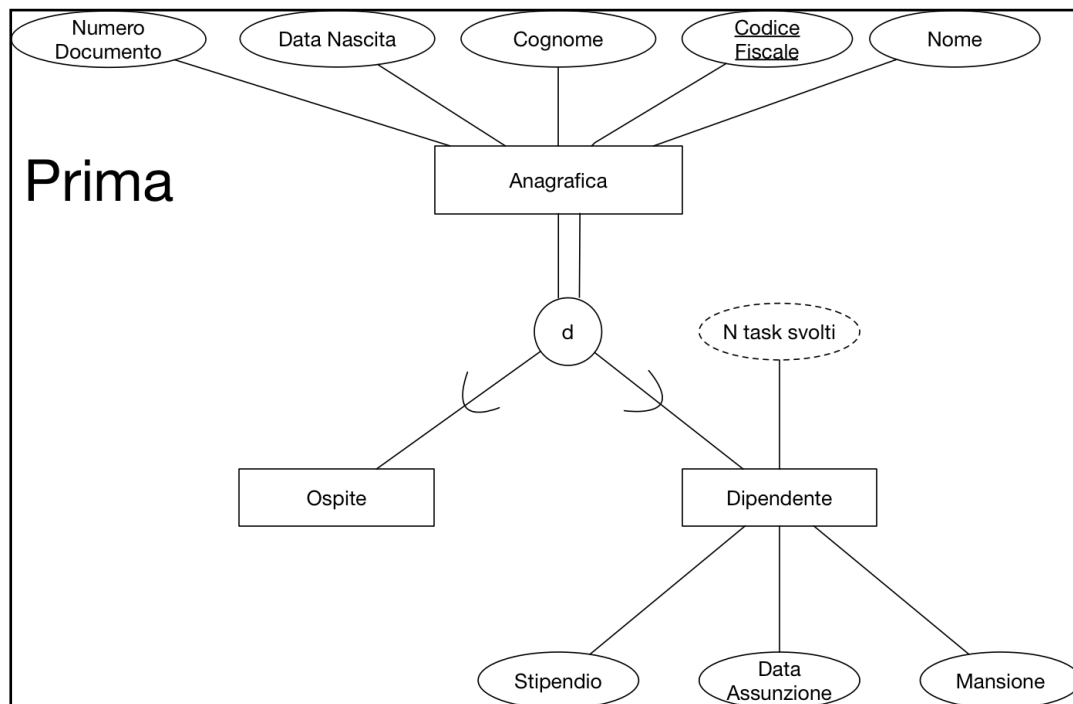 Numero
Documento
Data Nascita
Cognome
Codice
Fiscale
Nome
Prima
Anagrafica
d
N task svolti
Ospite
Dipendente
Stipendio
Data
Assunzione
Mansione